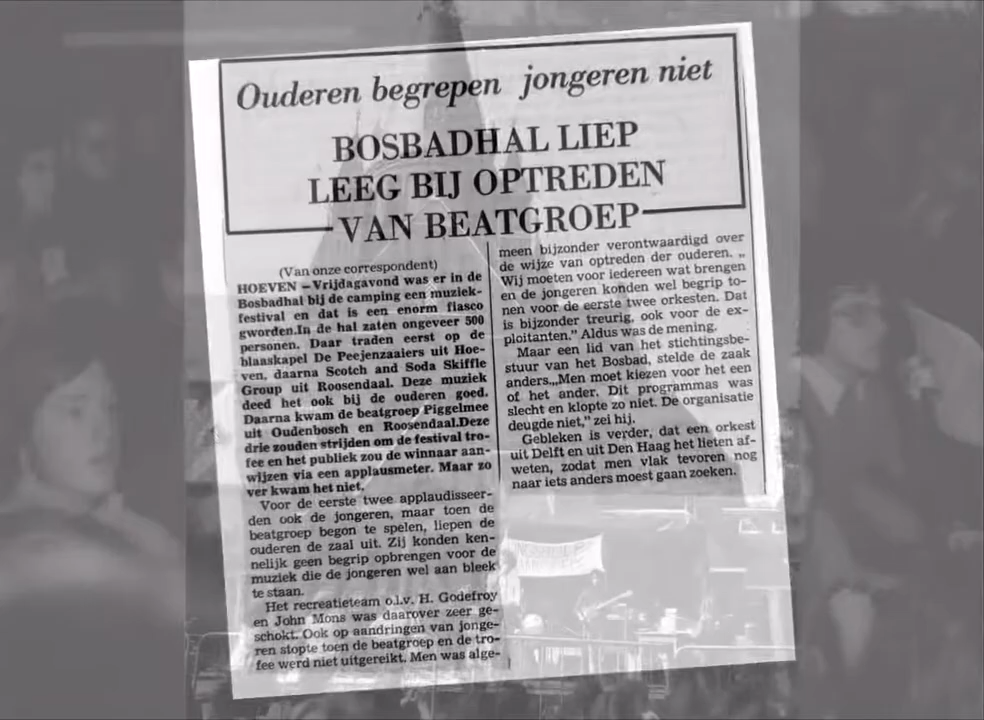 Ouderen begrepen jongeren niet
BOSBADHAL LIEP
LEEG BIJ OPTREDEN
VAN BEATGROEP
(Van onze correspondent)
HOEVEN – Vrijdagavond was er in de
Bosbadhal bij de camping een muziek-
festival en dat is een enorm fiasco
gworden.In de hal zaten ongeveer 500
personen. Daar traden eerst op de
blaaskapel De Peejenzaaiers uit Hoe-
ven, daarna Scotch and Soda Skiffle
Group uit Roosendaal. Deze muziek
deed het ook bij de ouderen goed.
Daarna kwam de beatgroep Piggelmee
uit Oudenbosch en Roosendaal.Deze
drie zouden strijden om de festival tro-
fee en het publiek zou de winnaar aan-
wijzen via een applausmeter. Maar zo
ver kwam het niet.
Voor de eerste twee applaudisseer-
den ook de jongeren, maar toen de
beatgroep begon te spelen, liepen de
ouderen de zaal uit. Zij konden ken-
nelijk geen begrip opbrengen voor de
muziek die de jongeren wel aan bleek
te staan.
Het recreatieteam o.l.v. H. Godefroy
en John Mons was daarover zeer ge-
schokt. Ook op aandringen van jonge-
ren stopte toen de beatgroep en de tro-
fee werd niet uitgereikt. Men was alge-
meen bijzonder verontwaardigd over
de wijze van optreden der ouderen. „
Wij moeten voor iedereen wat brengen
en de jongeren konden wel begrip to-
nen voor de eerste twee orkesten. Dat
is bijzonder treurig, ook voor de ex-
ploitanten." Aldus was de mening.
Maar een lid van het stichtingsbe-
stuur van het Bosbad, stelde de zaak
anders.„Men moet kiezen voor het een
of het ander. Dit programmas was
slecht en klopte zo niet. De organisatie
deugde niet,” zei hij.
Gebleken is verder, dat een orkest
uit Delft en uit Den Haag het lieten af-
weten, zodat men vlak tevoren nog
naar iets anders moest gaan zoeken.